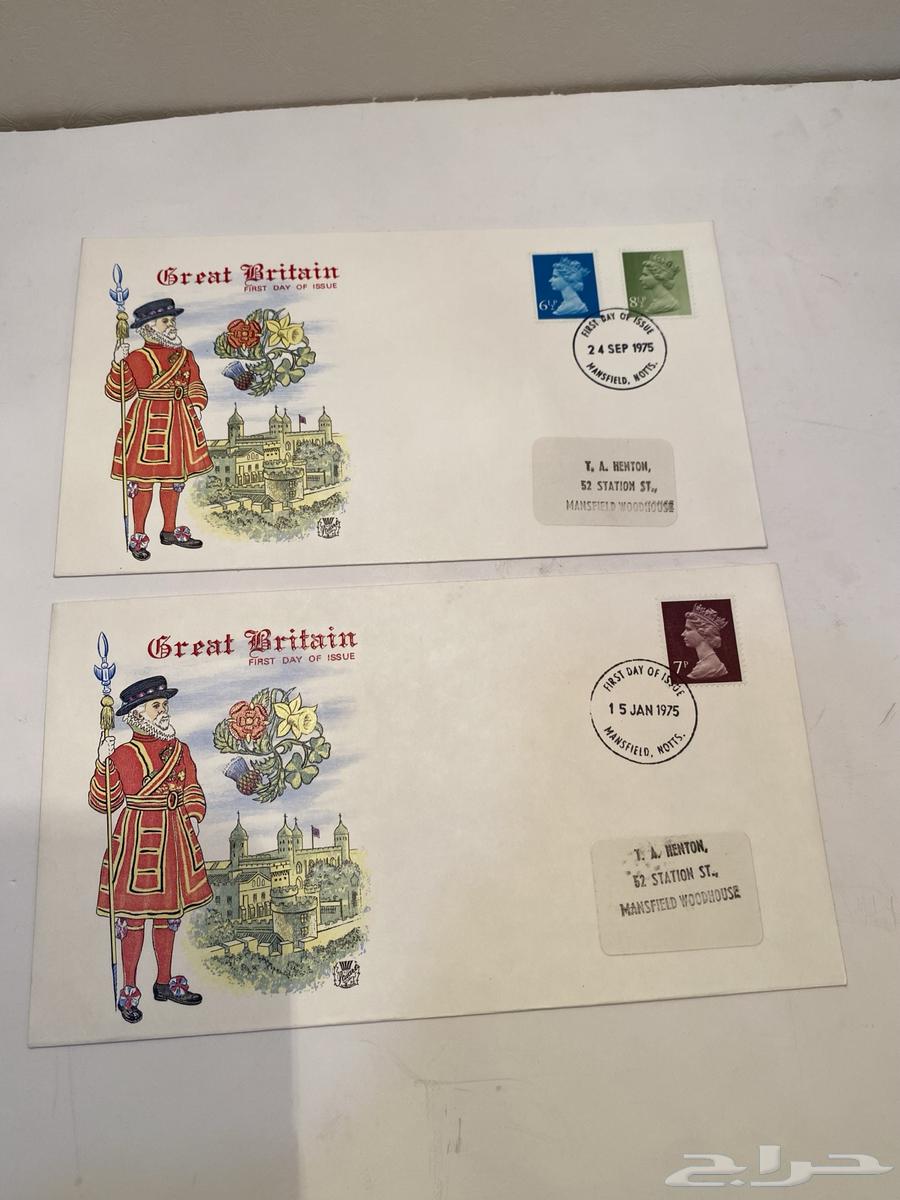 Great Britain
FIRST DAY OF ISSUE
6½P
8½P
FIRST DAY OF ISSUE
24 SEP 1975
MANSFIELD, NOTTS.
T. A. HENTON,
52 STATION ST.,
MANSFIELD WOODHOUSE
Great Britain
FIRST DAY OF ISSUE
7P
FIRST DAY OF ISSUE
15 JAN 1975
MANSFIELD, NOTTS.
T. A. HENTON,
52 STATION ST.,
MANSFIELD WOODHOUSE
حراج